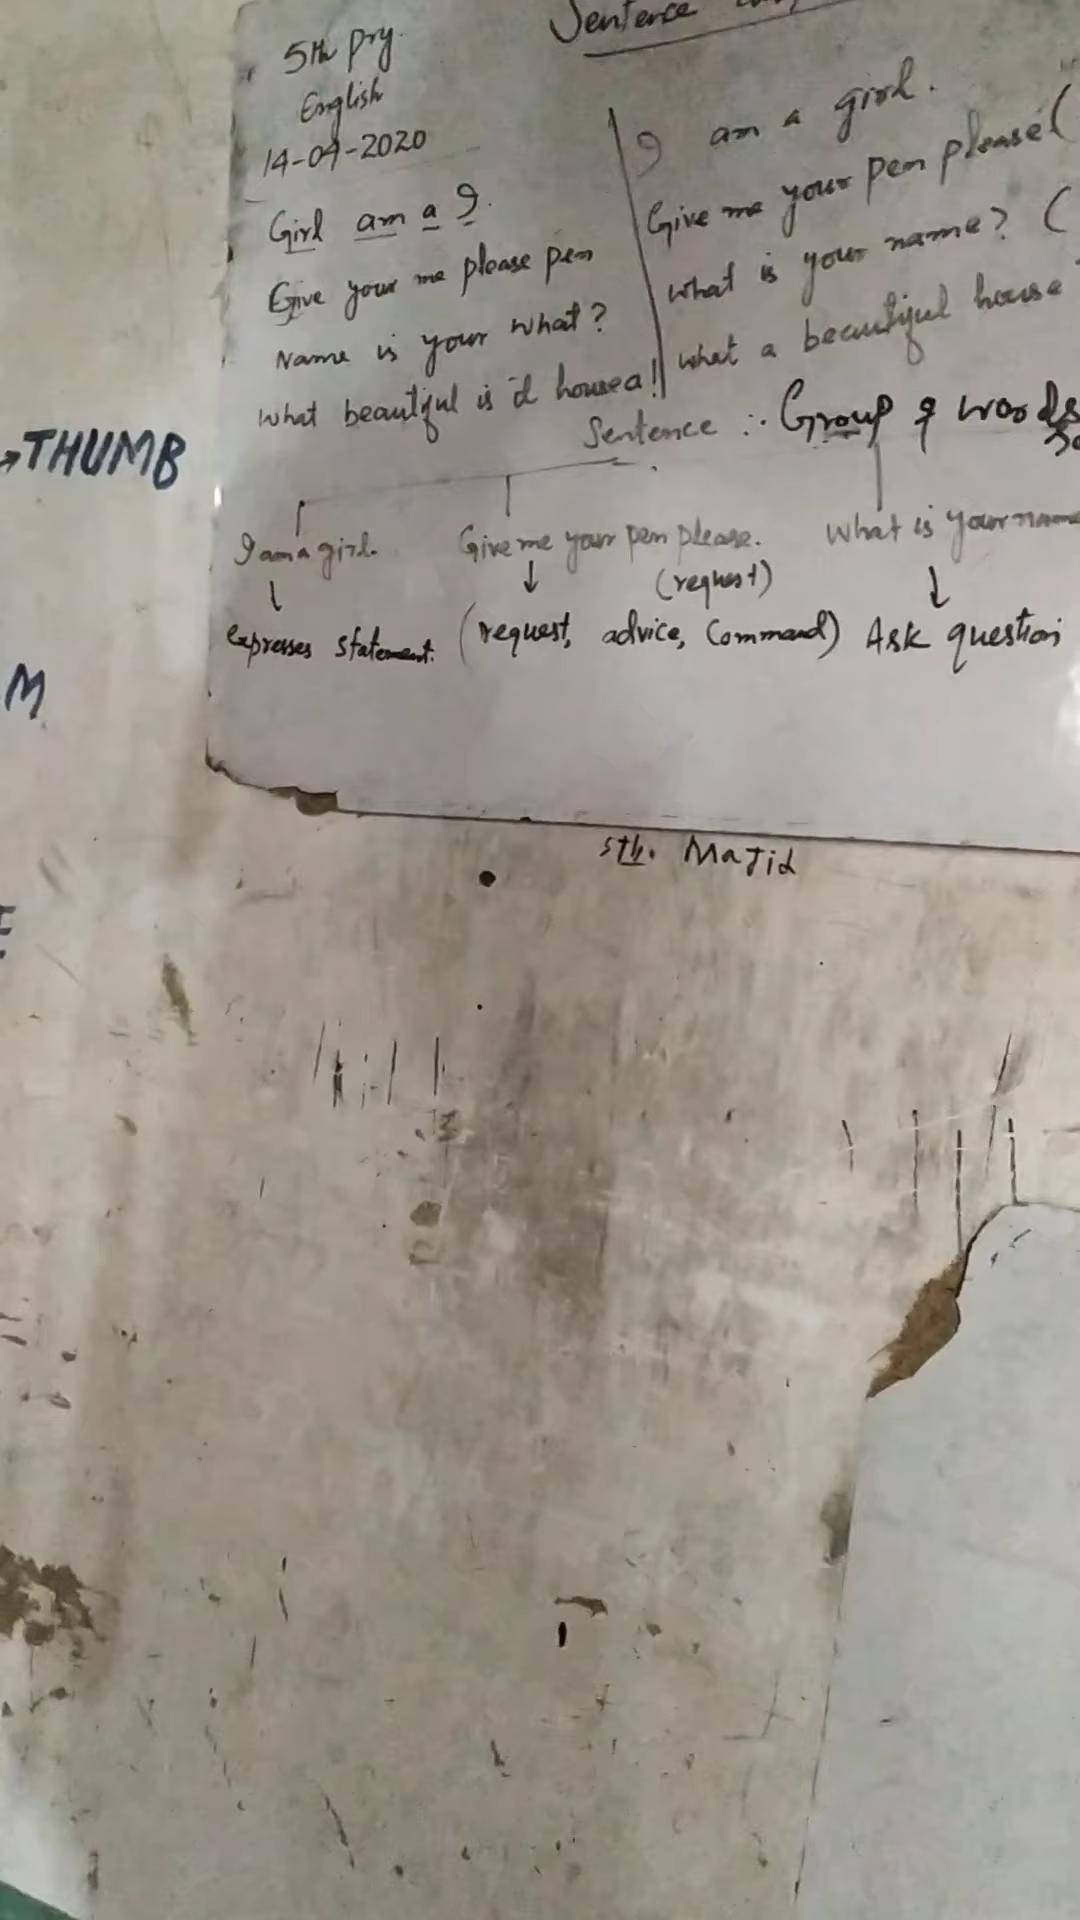 Sentence
5th Pry
English
14-09-2020
Girl am a I.
Give your me please pen
Name is your what?
What beautiful is it house a!
I am a girl.
Give me your pen please (
What is your name? (
What a beautiful house
Sentence :- Group of words
I am a girl.
Give me your pen please.
(request)
What is your name
expresses statement.
(request, advice, Command)
Ask question
→THUMB
M
5th. Majid